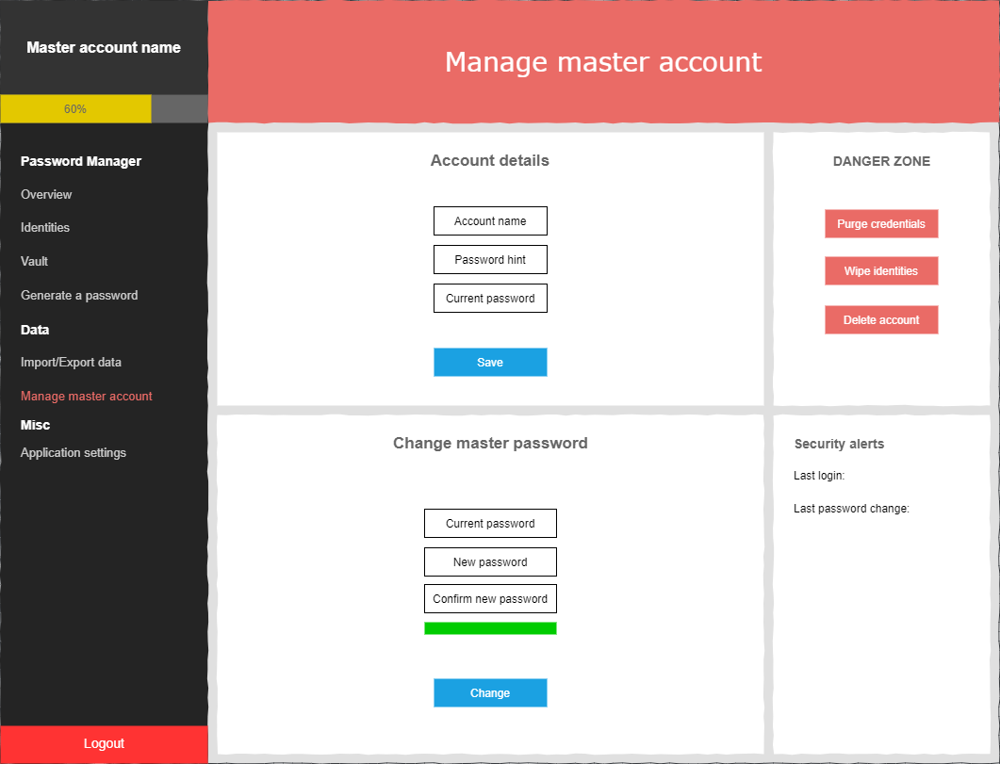 Master account name
60%
Password Manager
Overview
Identities
Vault
Generate a password
Data
Import/Export data
Manage master account
Misc
Application settings
Logout
Manage master account
Account details
Account name
Password hint
Current password
Save
DANGER ZONE
Purge credentials
Wipe identities
Delete account
Change master password
Current password
New password
Confirm new password
Change
Security alerts
Last login:
Last password change: